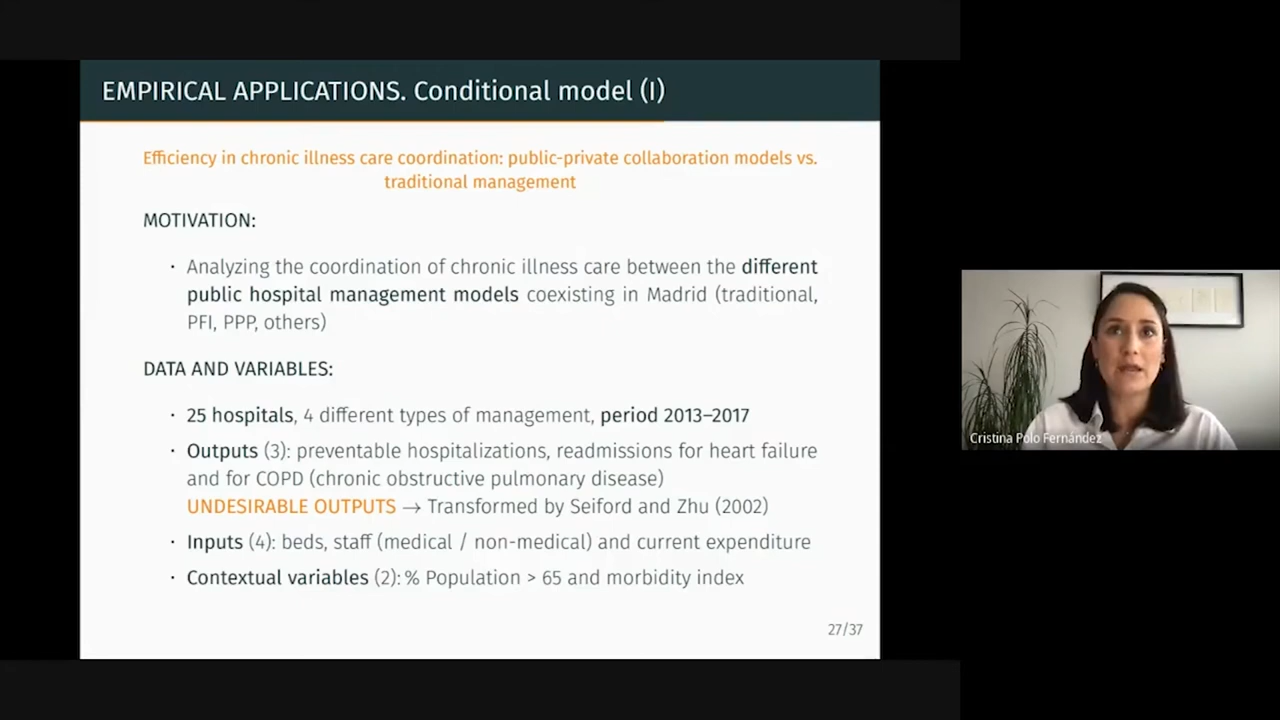 EMPIRICAL APPLICATIONS. Conditional model (I)
Efficiency in chronic illness care coordination: public-private collaboration models vs.
traditional management
MOTIVATION:
· Analyzing the coordination of chronic illness care between the different
public hospital management models coexisting in Madrid (traditional,
PFI, PPP, others)
DATA AND VARIABLES:
· 25 hospitals, 4 different types of management, period 2013–2017
· Outputs (3): preventable hospitalizations, readmissions for heart failure
and for COPD (chronic obstructive pulmonary disease)
UNDESIRABLE OUTPUTS → Transformed by Seiford and Zhu (2002)
· Inputs (4): beds, staff (medical / non-medical) and current expenditure
· Contextual variables (2): % Population > 65 and morbidity index
27/37
Cristina Polo Fernández